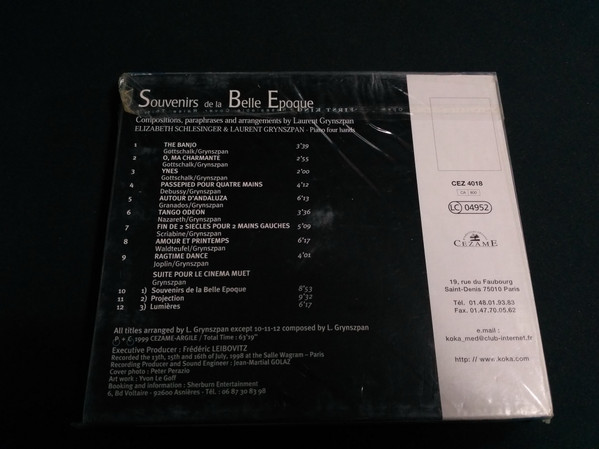 Souvenirs de la Belle Epoque
Compositions, paraphrases and arrangements by Laurent Grynszpan
ELIZABETH SCHLESINGER & LAURENT GRYNSZPAN - Piano four hands
1 THE BANJO 3'39
Gottschalk/Grynszpan
2 O, MA CHARMANTE 2'55
Gottschalk/Grynszpan
3 YNES 2'00
Gottschalk/Grynszpan
4 PASSEPIED POUR QUATRE MAINS 4'12
Debussy/Grynszpan
5 AUTOUR D'ANDALUZA 6'13
Granados/Grynszpan
6 TANGO ODEON 3'36
Nazareth/Grynszpan
7 FIN DE 2 SIECLES POUR 2 MAINS GAUCHES 5'09
Scriabine/Grynszpan
8 AMOUR ET PRINTEMPS 6'17
Waldteufel/Grynszpan
9 RAGTIME DANCE 4'01
Joplin/Grynszpan
SUITE POUR LE CINEMA MUET
Grynszpan
10 1) Souvenirs de la Belle Epoque 8'53
11 2) Projection 9'32
12 3) Lumières 6'17
All titles arranged by L. Grynszpan except 10-11-12 composed by L. Grynszpan
P + C 1999 CEZAME-ARGILE / Total Time : 63'19"
Executive Producer : Frédéric LEIBOVITZ
Recorded the 13th, 15th and 16th of July, 1998 at the Salle Wagram - Paris
Recording Producer and Sound Engineer : Jean-Martial GOLAZ
Cover photo : Peter Perazio
Art work : Yvon Le Goff
Booking and information : Sherburn Entertainment
6, Bd Voltaire - 92600 Asnières - Tél. : 06 87 30 83 98
CEZ 4018
LC 04952
CEZAME
19, rue du Faubourg
Saint-Denis 75010 Paris
Tél. 01.48.01.93.83
Fax. 01.47.70.05.62
e.mail :
koka_med@club-internet.fr
http:// www.koka.com